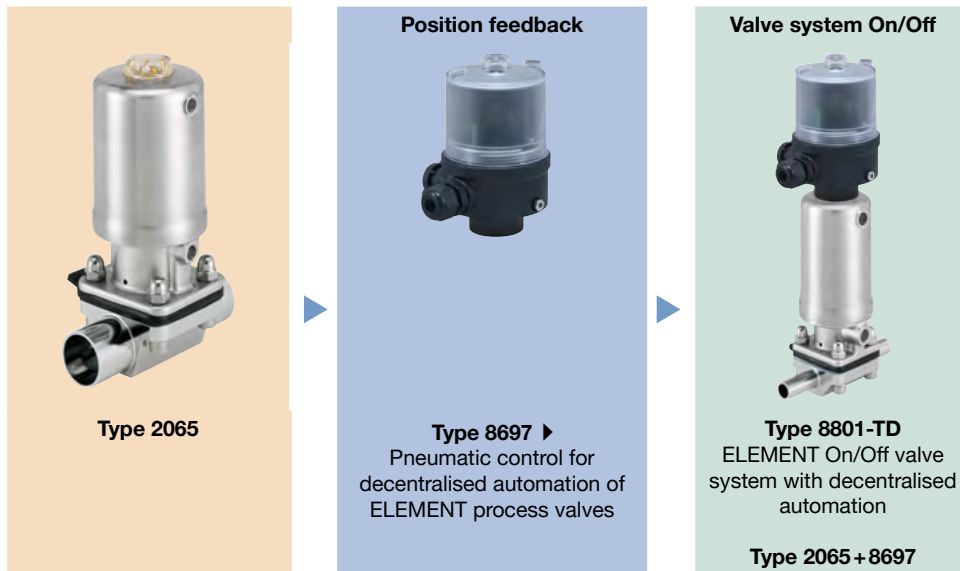 Position feedback
Valve system On/Off
Type 2065
Type 8697 ▶
Pneumatic control for
decentralised automation of
ELEMENT process valves
Type 8801-TD
ELEMENT On/Off valve
system with decentralised
automation
Type 2065 + 8697